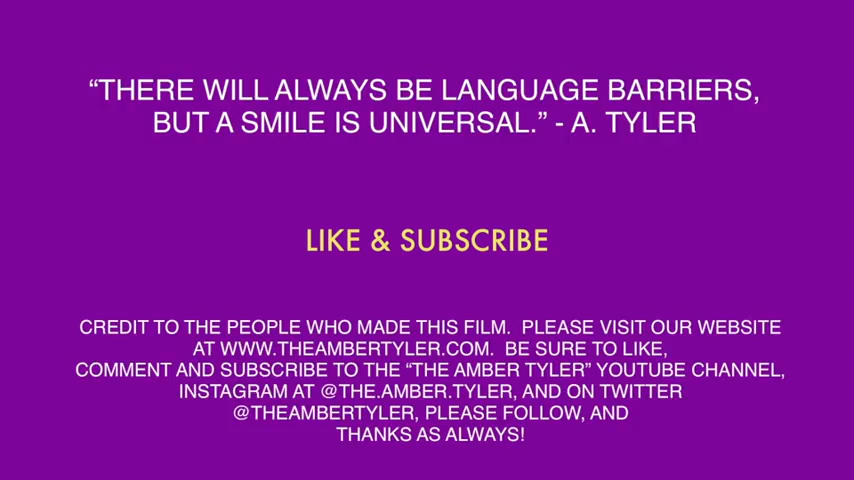 “THERE WILL ALWAYS BE LANGUAGE BARRIERS,
BUT A SMILE IS UNIVERSAL.” - A. TYLER
LIKE & SUBSCRIBE
CREDIT TO THE PEOPLE WHO MADE THIS FILM.  PLEASE VISIT OUR WEBSITE
AT WWW.THEAMBERTYLER.COM.  BE SURE TO LIKE,
COMMENT AND SUBSCRIBE TO THE “THE AMBER TYLER” YOUTUBE CHANNEL,
INSTAGRAM AT @THE.AMBER.TYLER, AND ON TWITTER
@THEAMBERTYLER, PLEASE FOLLOW, AND
THANKS AS ALWAYS!